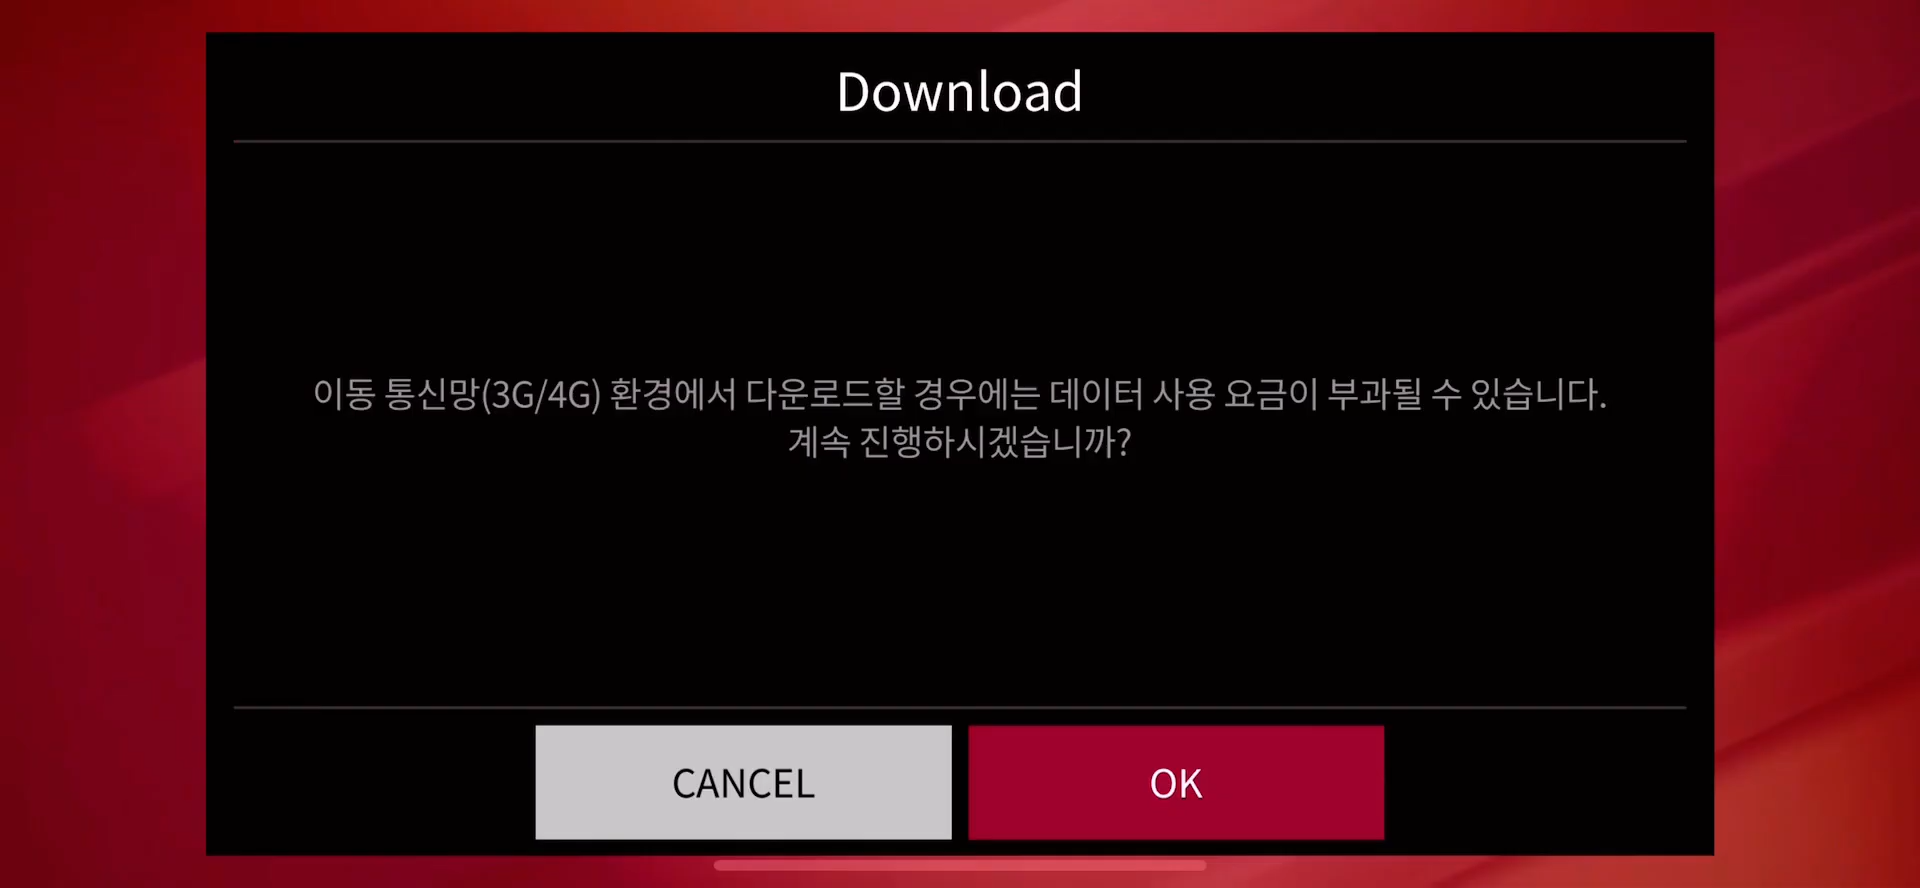 Download
이동 통신망(3G/4G) 환경에서 다운로드할 경우에는 데이터 사용 요금이 부과될 수 있습니다.
계속 진행하시겠습니까?
CANCEL
OK